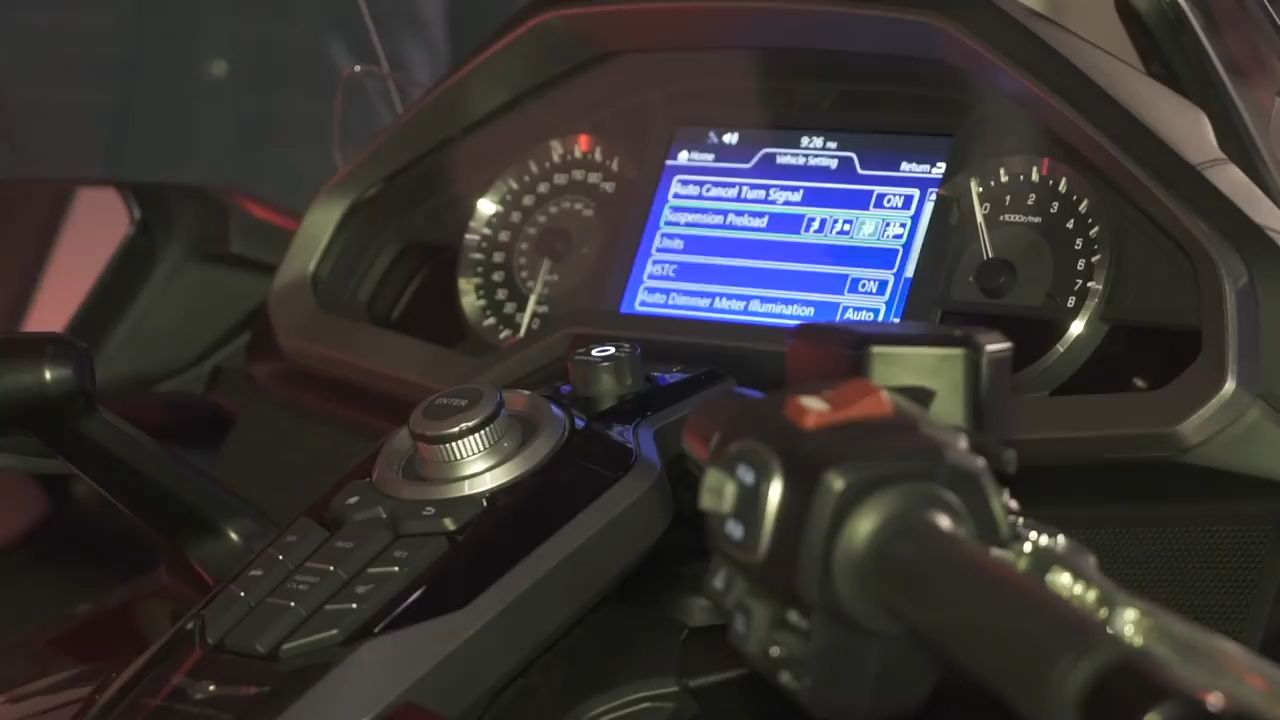 9:26 PM
Home
Vehicle Setting
Return
Auto Cancel Turn Signal
ON
Suspension Preload
Units
HSTC
ON
Auto Dimmer Meter Illumination
Auto
0 1 2 3 4 5 6 7 8
x1000r/min
ENTER